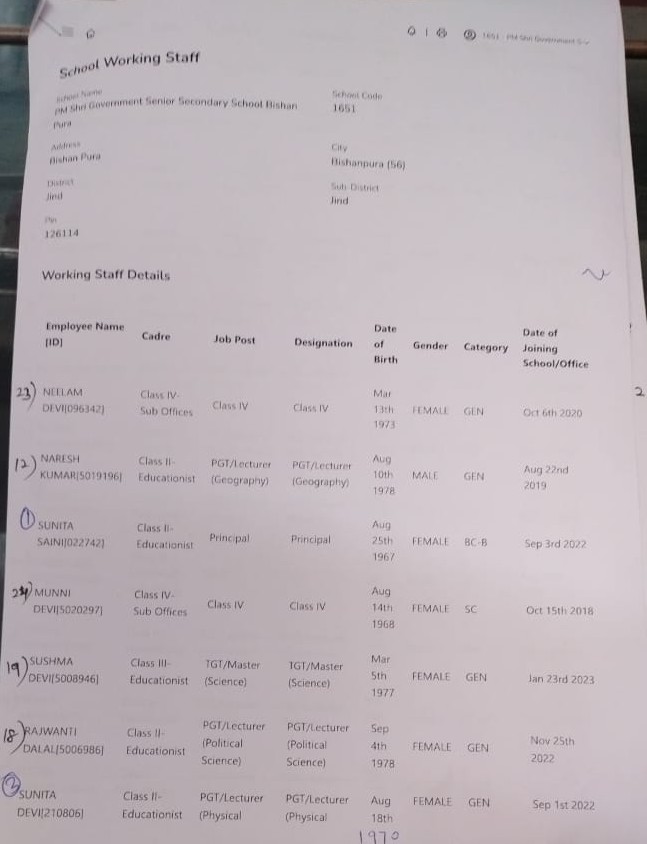 1651 - PM Shri Government S
School Working Staff
School Name
PM Shri Government Senior Secondary School Bishan
Pura
School Code
1651
Address
Bishan Pura
City
Bishanpura (56)
District
Jind
Sub District
Jind
Pin
126114
Working Staff Details
Employee Name [ID] Cadre Job Post Designation Date of Birth Gender Category Date of Joining School/Office
23) NEELAM DEVI[096342] Class IV-Sub Offices Class IV Class IV Mar 13th 1973 FEMALE GEN Oct 6th 2020
2
12) NARESH KUMAR[5019196] Class II-Educationist PGT/Lecturer (Geography) PGT/Lecturer (Geography) Aug 10th 1978 MALE GEN Aug 22nd 2019
1 SUNITA SAINI[022742] Class II-Educationist Principal Principal Aug 25th 1967 FEMALE BC-B Sep 3rd 2022
24) MUNNI DEVI[5020297] Class IV-Sub Offices Class IV Class IV Aug 14th 1968 FEMALE SC Oct 15th 2018
19) SUSHMA DEVI[5008946] Class III-Educationist TGT/Master (Science) TGT/Master (Science) Mar 5th 1977 FEMALE GEN Jan 23rd 2023
18) RAJWANTI DALAL[5006986] Class II-Educationist PGT/Lecturer (Political Science) PGT/Lecturer (Political Science) Sep 4th 1978 FEMALE GEN Nov 25th 2022
SUNITA DEVI[210806] Class II-Educationist PGT/Lecturer (Physical PGT/Lecturer (Physical Aug 18th 1970 FEMALE GEN Sep 1st 2022